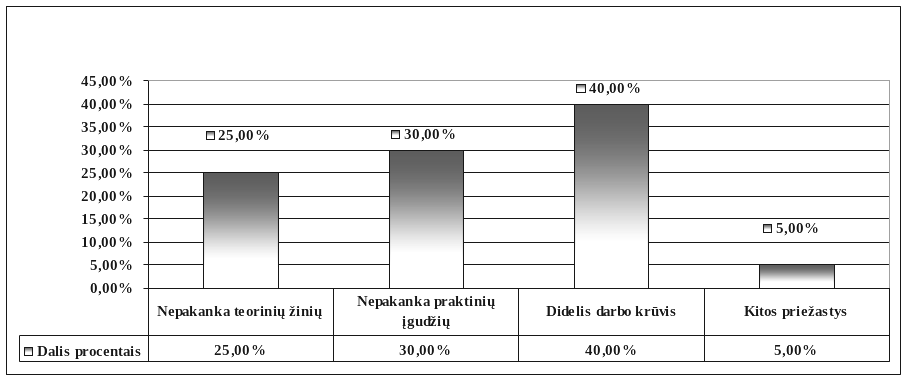 45,00%
40,00%
35,00%
30,00%
25,00%
20,00%
15,00%
10,00%
5,00%
0,00%
25,00%
30,00%
40,00%
5,00%
Nepakanka teorinių žinių
Nepakanka praktinių
įgudžių
Didelis darbo krūvis
Kitos priežastys
Dalis procentais 25,00% 30,00% 40,00% 5,00%